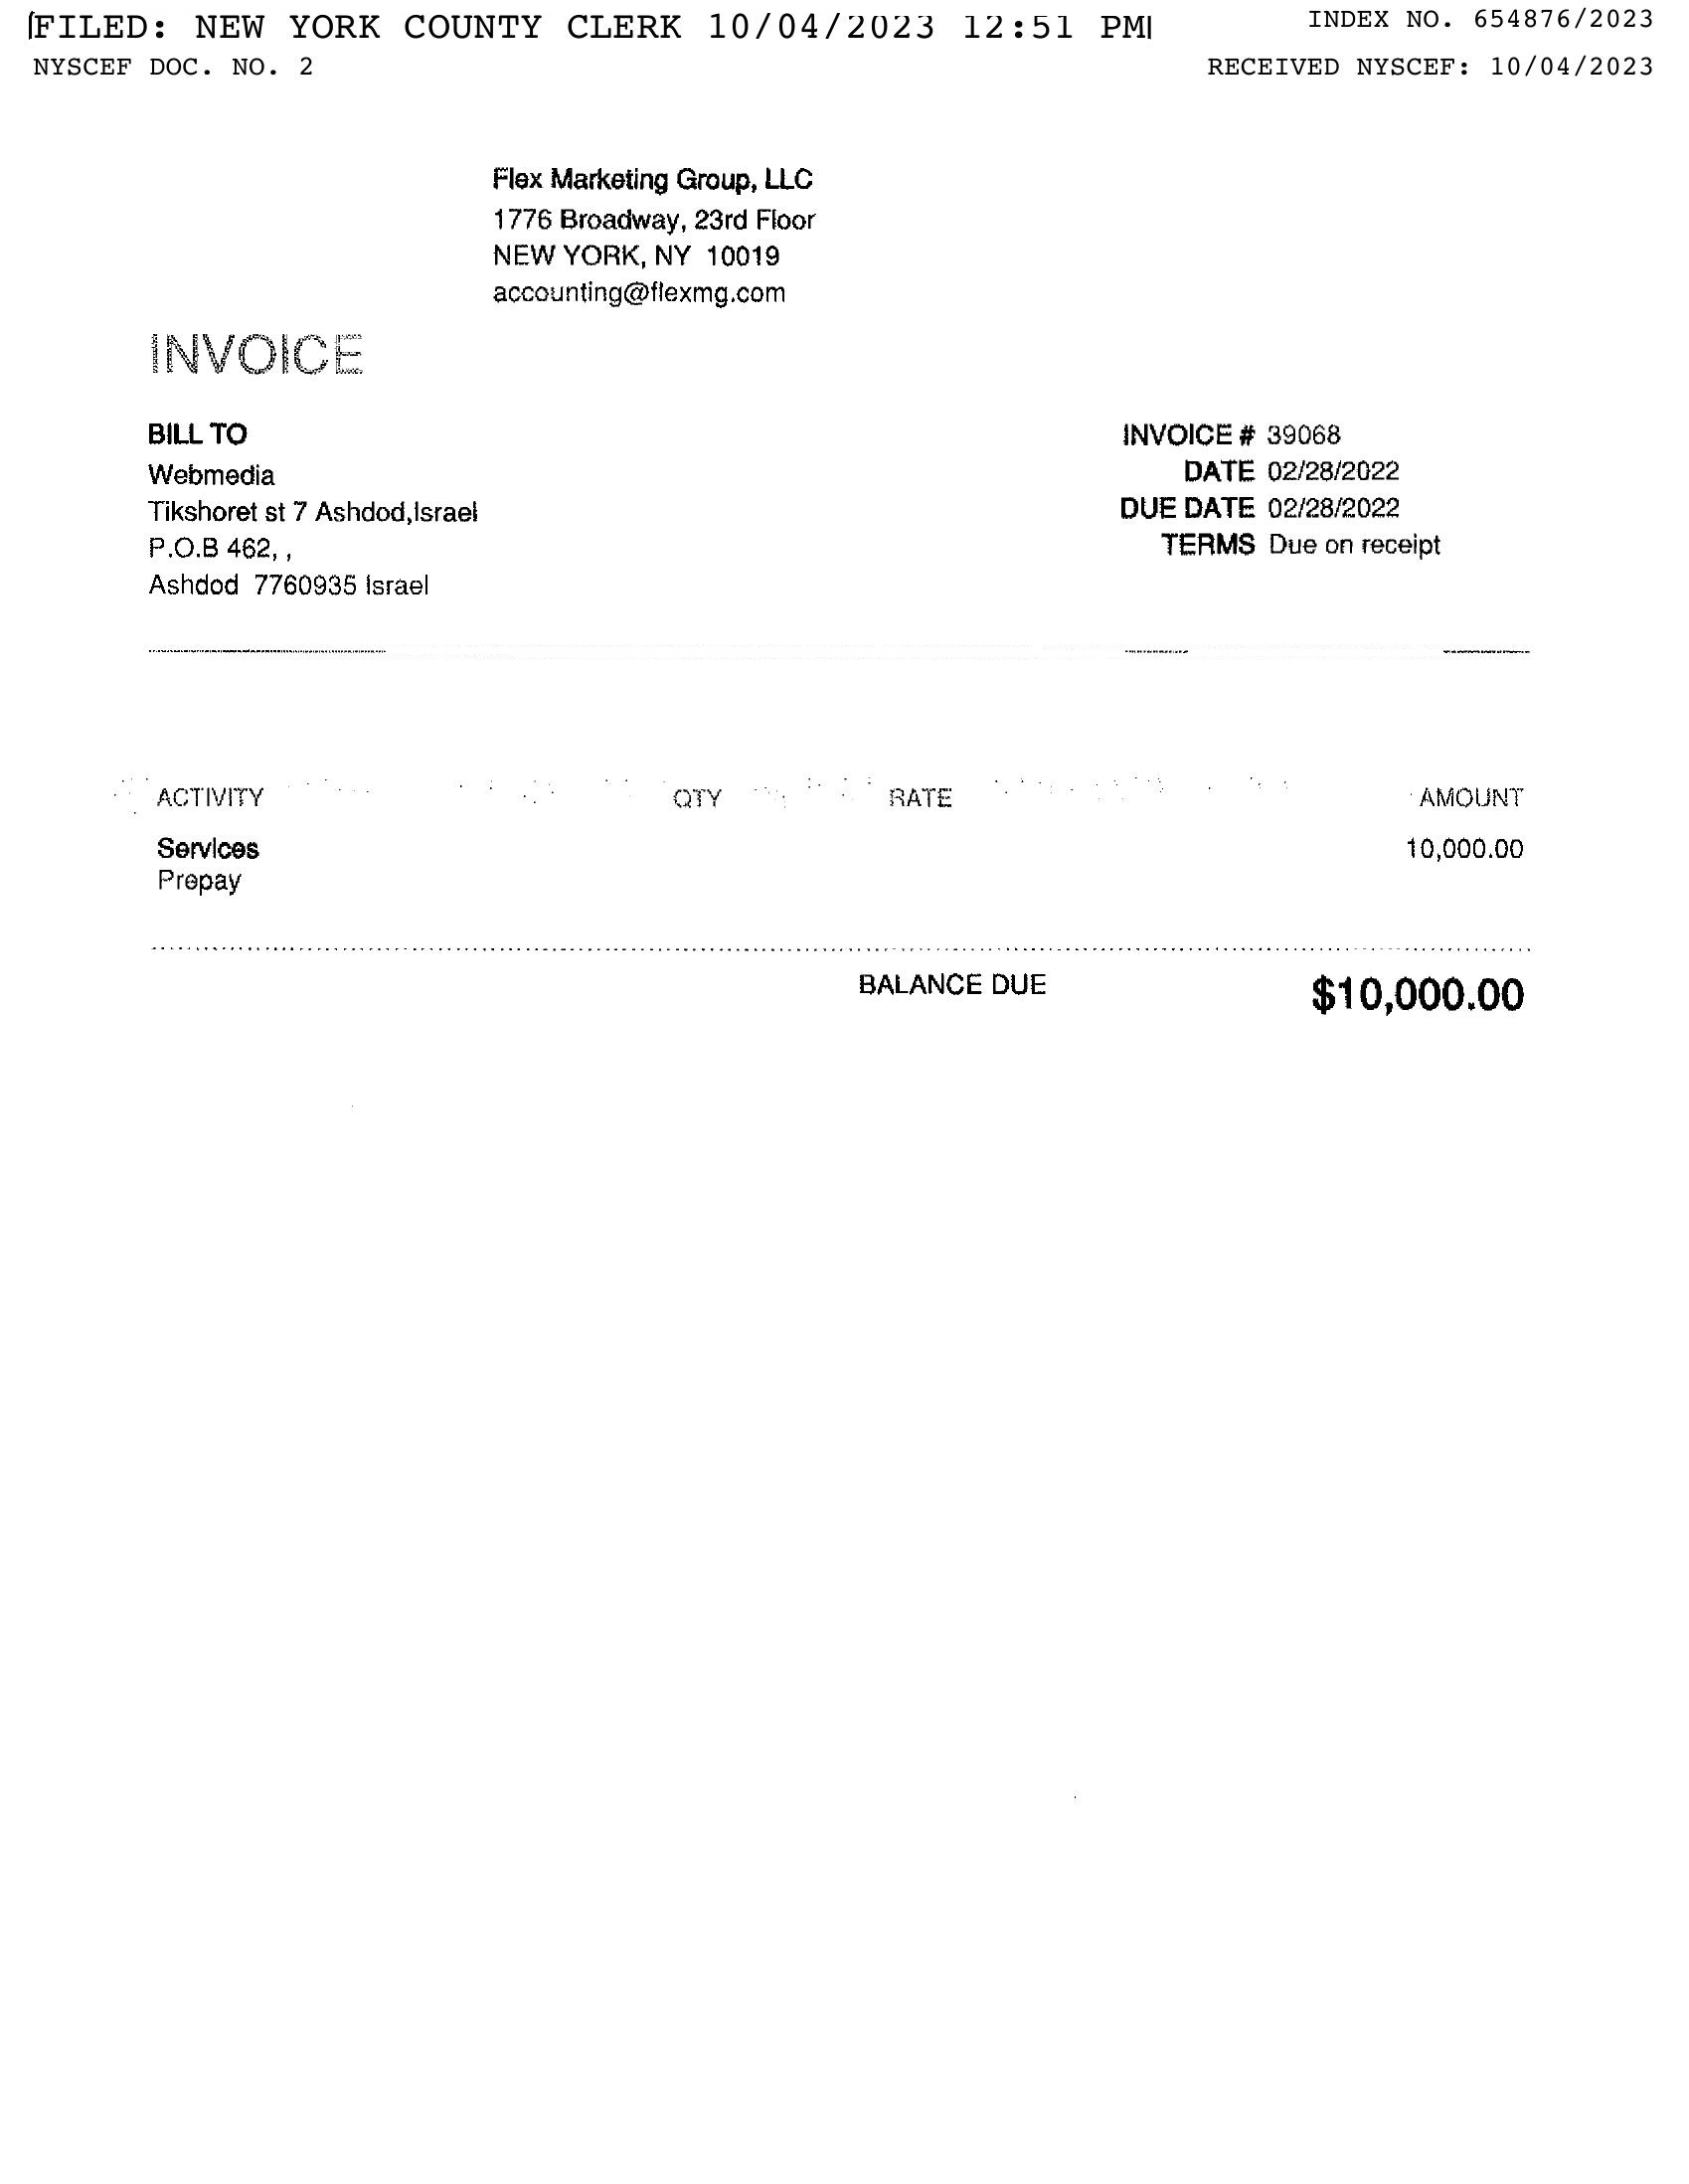 FILED: NEW YORK COUNTY CLERK 10/04/2023 12:51 PM
INDEX NO. 654876/2023
NYSCEF DOC. NO. 2
RECEIVED NYSCEF: 10/04/2023
Flex Marketing Group, LLC
1776 Broadway, 23rd Floor
NEW YORK, NY 10019
accounting@flexmg.com
INVOICE
BILL TO
Webmedia
Tikshoret st 7 Ashdod,Israel
P.O.B 462, ,
Ashdod 7760935 Israel
INVOICE # 39068
DATE 02/28/2022
DUE DATE 02/28/2022
TERMS Due on receipt
ACTIVITY QTY RATE AMOUNT
Services 10,000.00
Prepay
BALANCE DUE $10,000.00